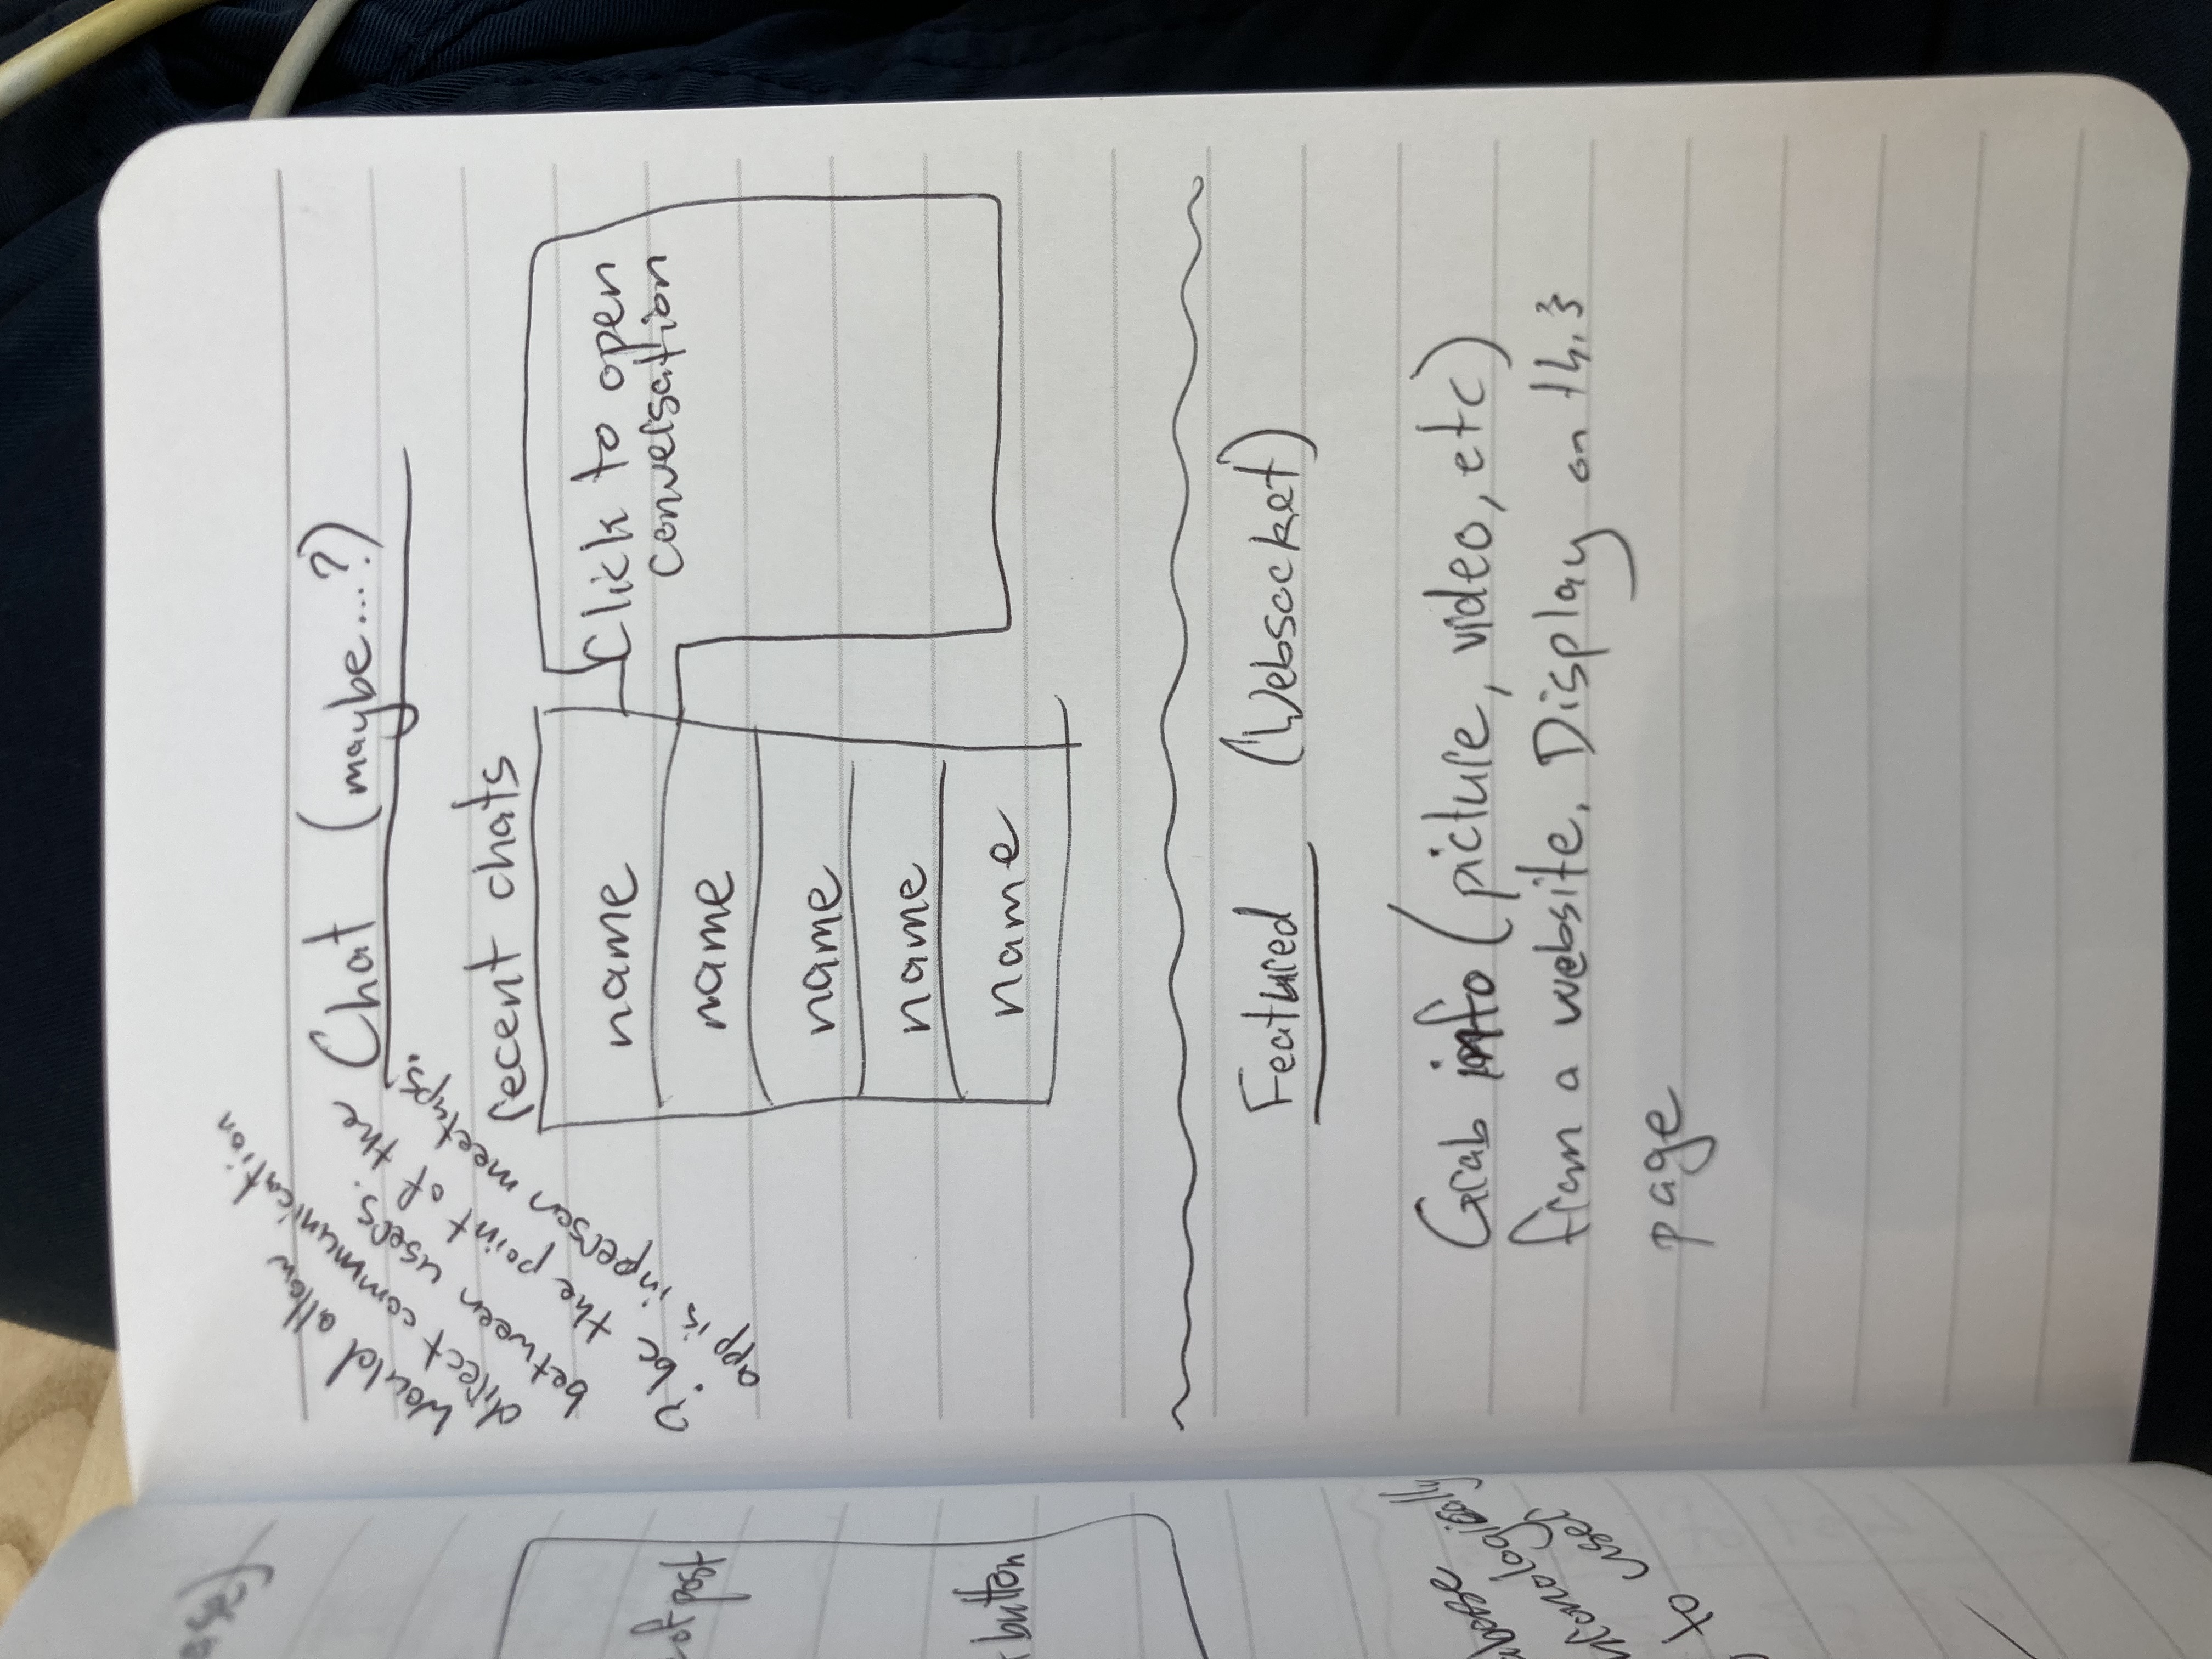 ase)
of post
button
abase
onologically
to user
would allow
direct communication
between users.
? bc the point of the
app is inperson meetups?
Chat (maybe...?)
recent chats
name
Click to open
conversation
name
name
name
name
Featured (Websocket)
Grab info (picture, video, etc)
from a website. Display on this
page